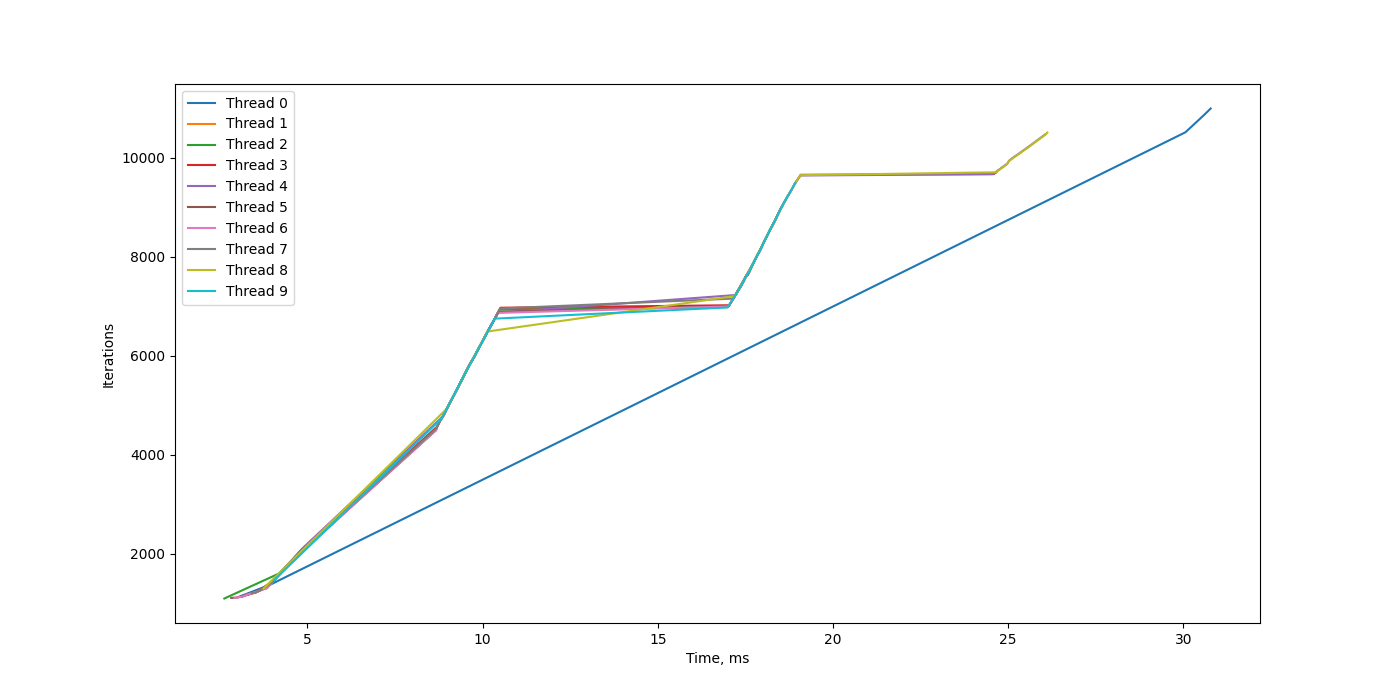 Thread 0
Thread 1
Thread 2
Thread 3
Thread 4
Thread 5
Thread 6
Thread 7
Thread 8
Thread 9
10000
8000
6000
4000
2000
Iterations
5 10 15 20 25 30
Time, ms